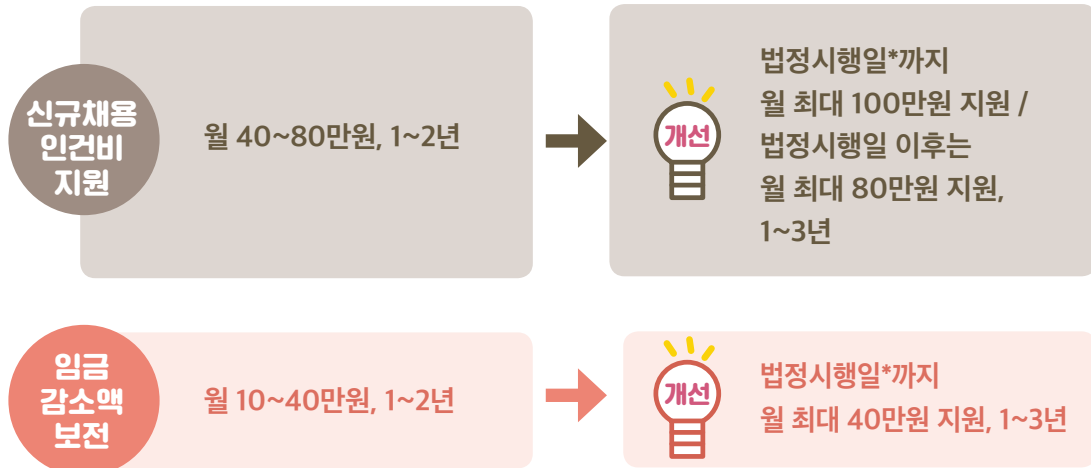 신규채용
인건비
지원
월 40~80만원, 1~2년
개선
법정시행일*까지
월 최대 100만원 지원 /
법정시행일 이후는
월 최대 80만원 지원,
1~3년
임금
감소액
보전
월 10~40만원, 1~2년
개선
법정시행일*까지
월 최대 40만원 지원, 1~3년